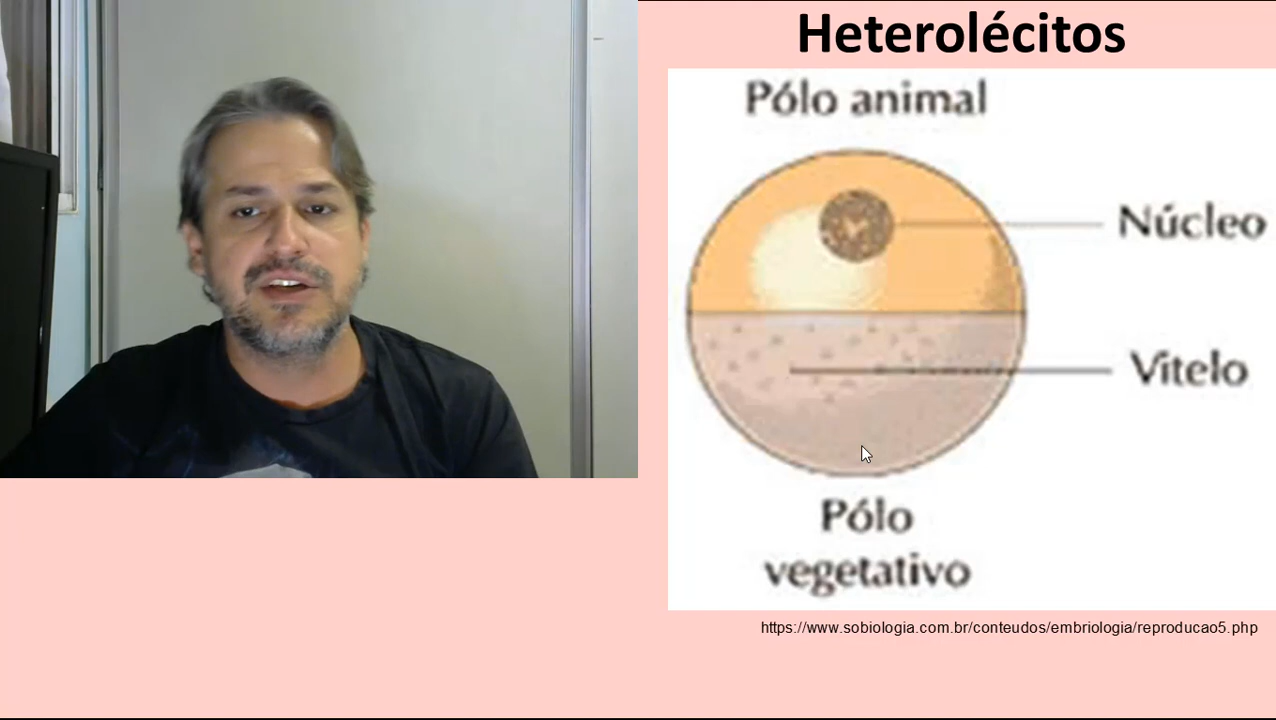 Heterolécitos
Pólo animal
Núcleo
Vitelo
Pólo
vegetativo
https://www.sobiologia.com.br/conteudos/embriologia/reproducao5.php